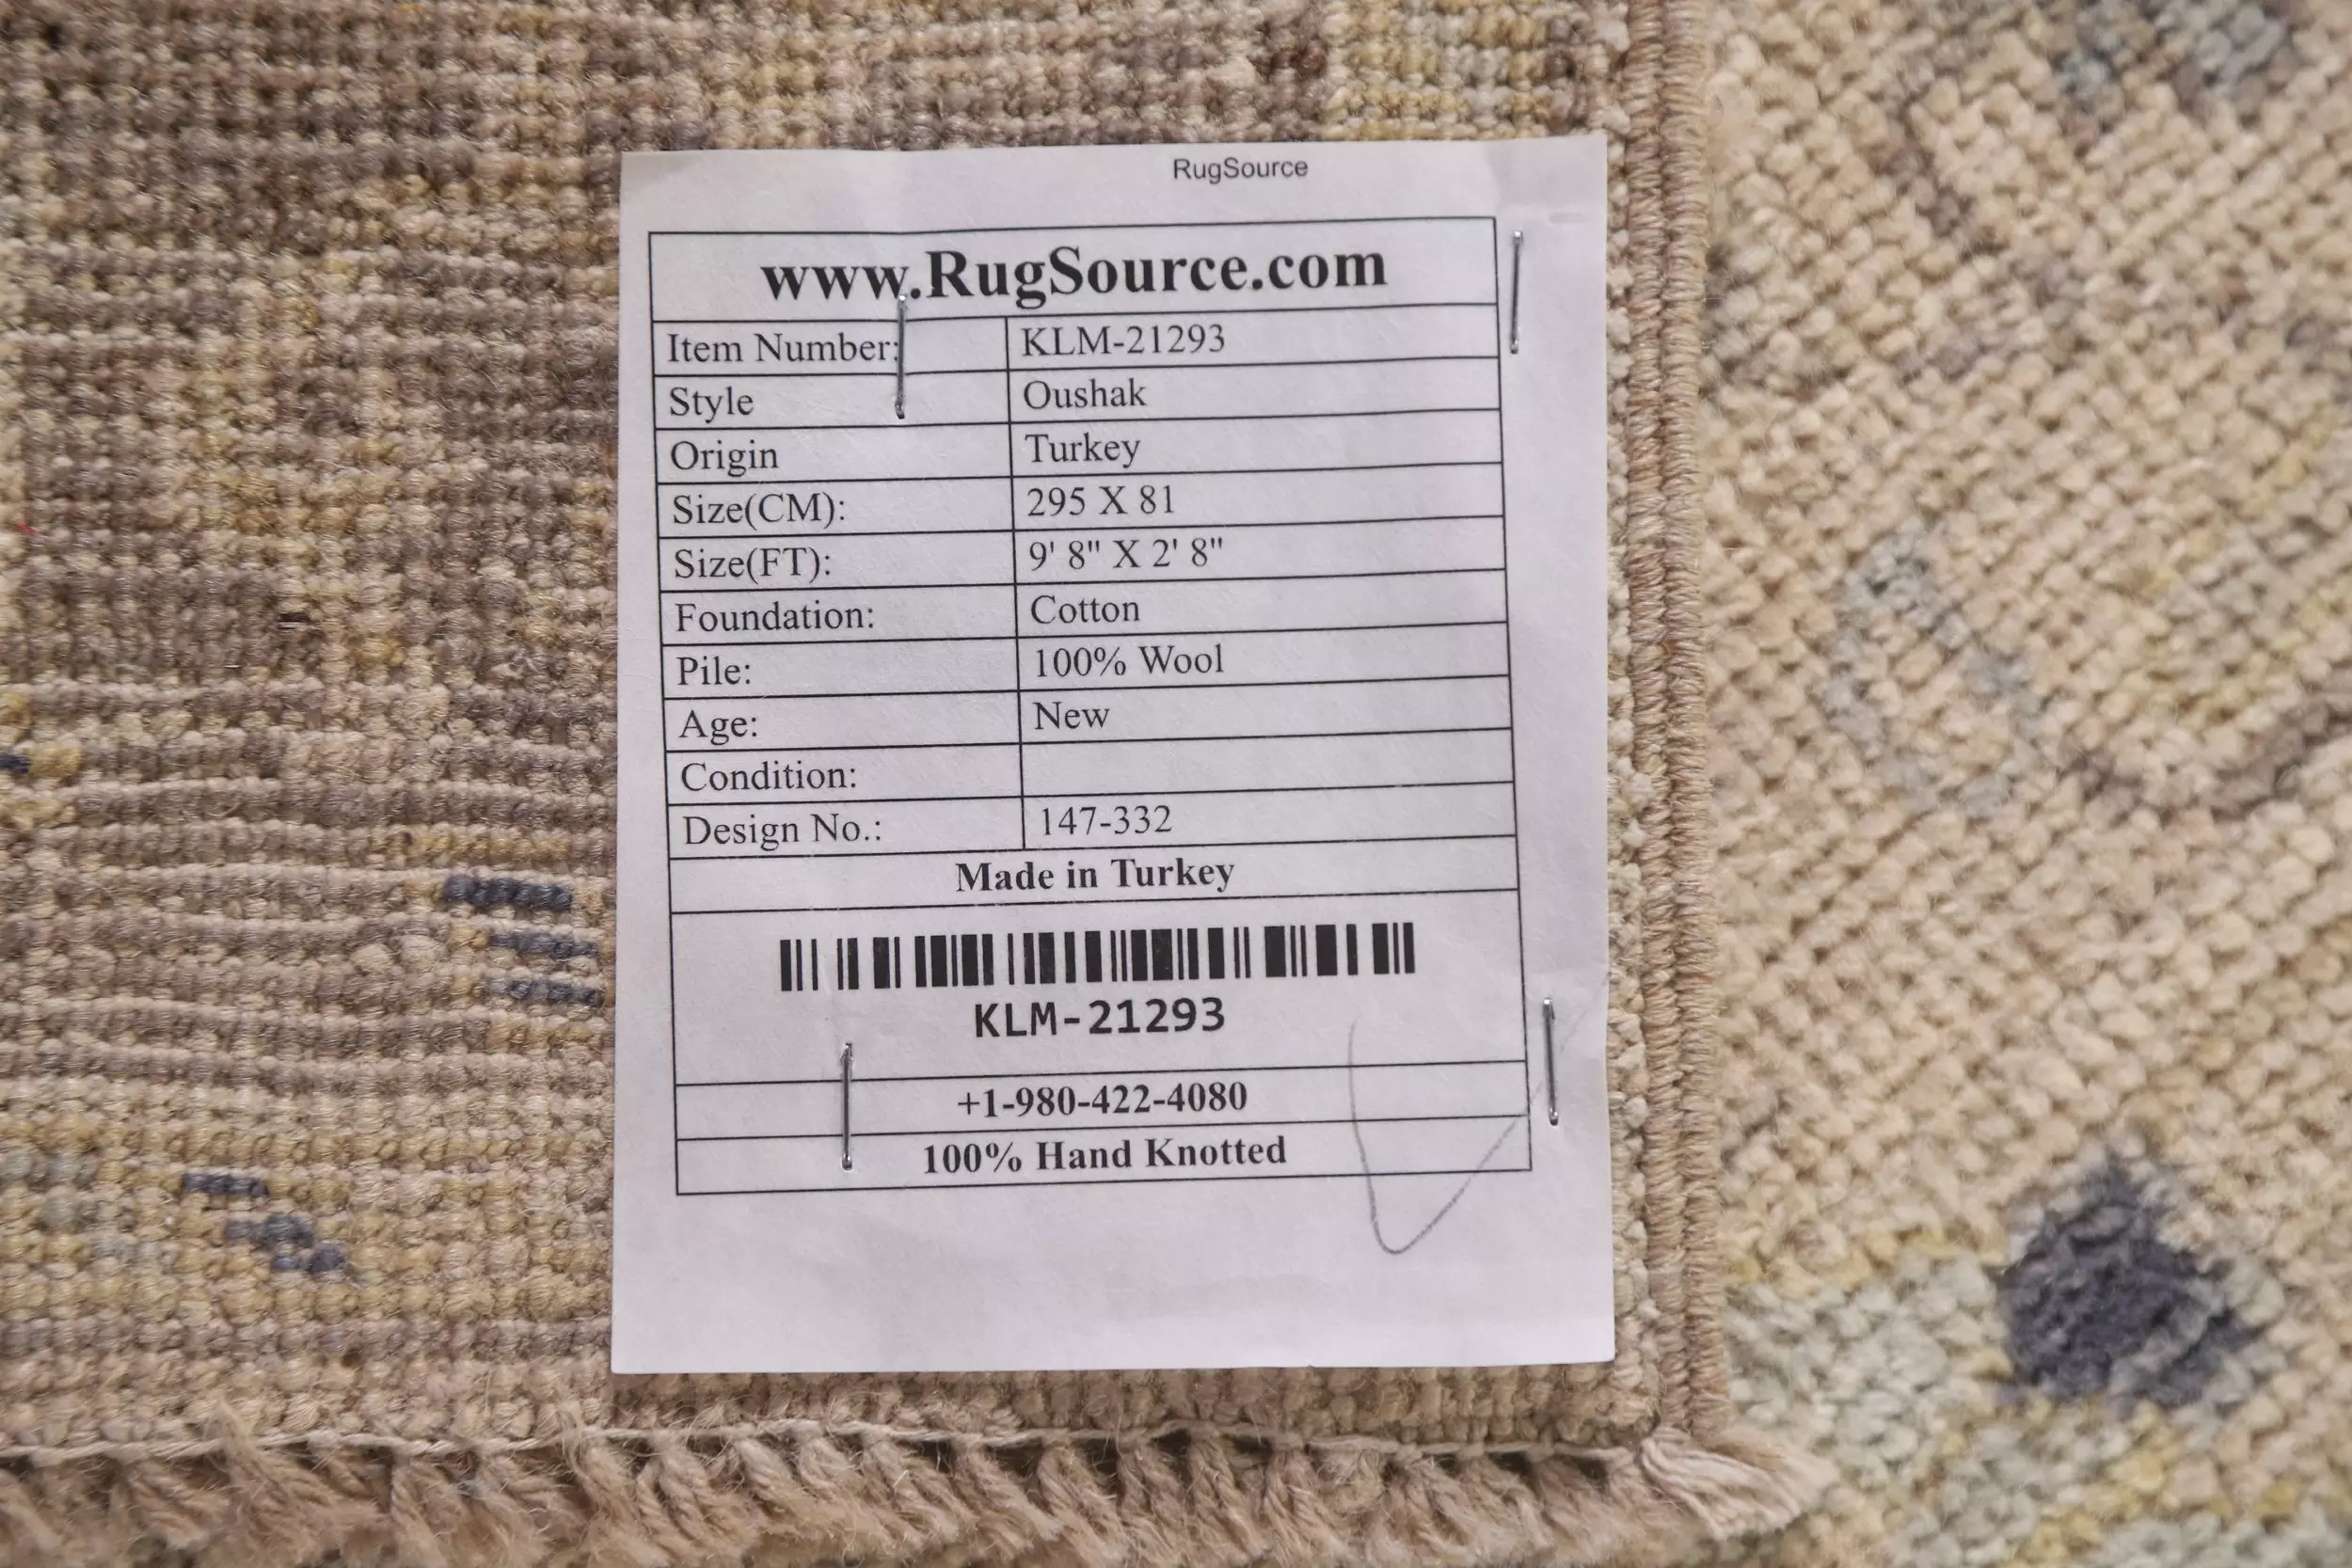 RugSource
www.RugSource.com
Item Number: KLM-21293
Style Oushak
Origin Turkey
Size(CM): 295 X 81
Size(FT): 9' 8" X 2' 8"
Foundation: Cotton
Pile: 100% Wool
Age: New
Condition:
Design No.: 147-332
Made in Turkey
KLM-21293
+1-980-422-4080
100% Hand Knotted